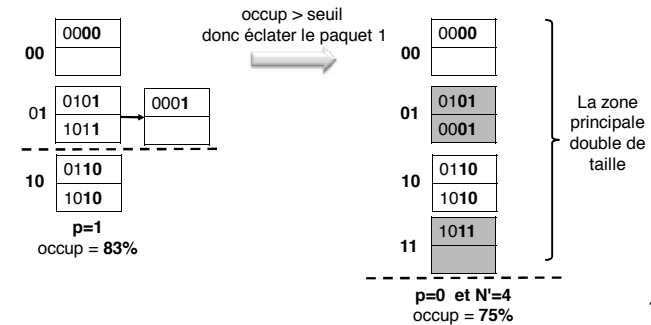 occup > seuil
donc éclater le paquet 1
00
0000
01
0101
1011
0001
10
0110
1010
p=1
occup = 83%
00
0000
01
0101
0001
10
0110
1010
11
1011
La zone
principale
double de
taille
p=0 et N'=4
occup = 75%